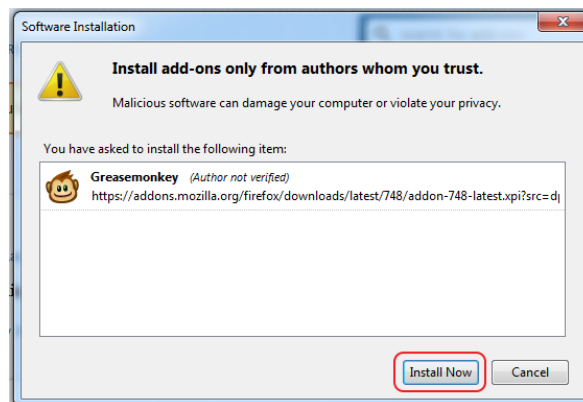 Software Installation
Install add-ons only from authors whom you trust.
Malicious software can damage your computer or violate your privacy.
You have asked to install the following item:
Greasemonkey (Author not verified)
https://addons.mozilla.org/firefox/downloads/latest/748/addon-748-latest.xpi?src=d
Install Now
Cancel